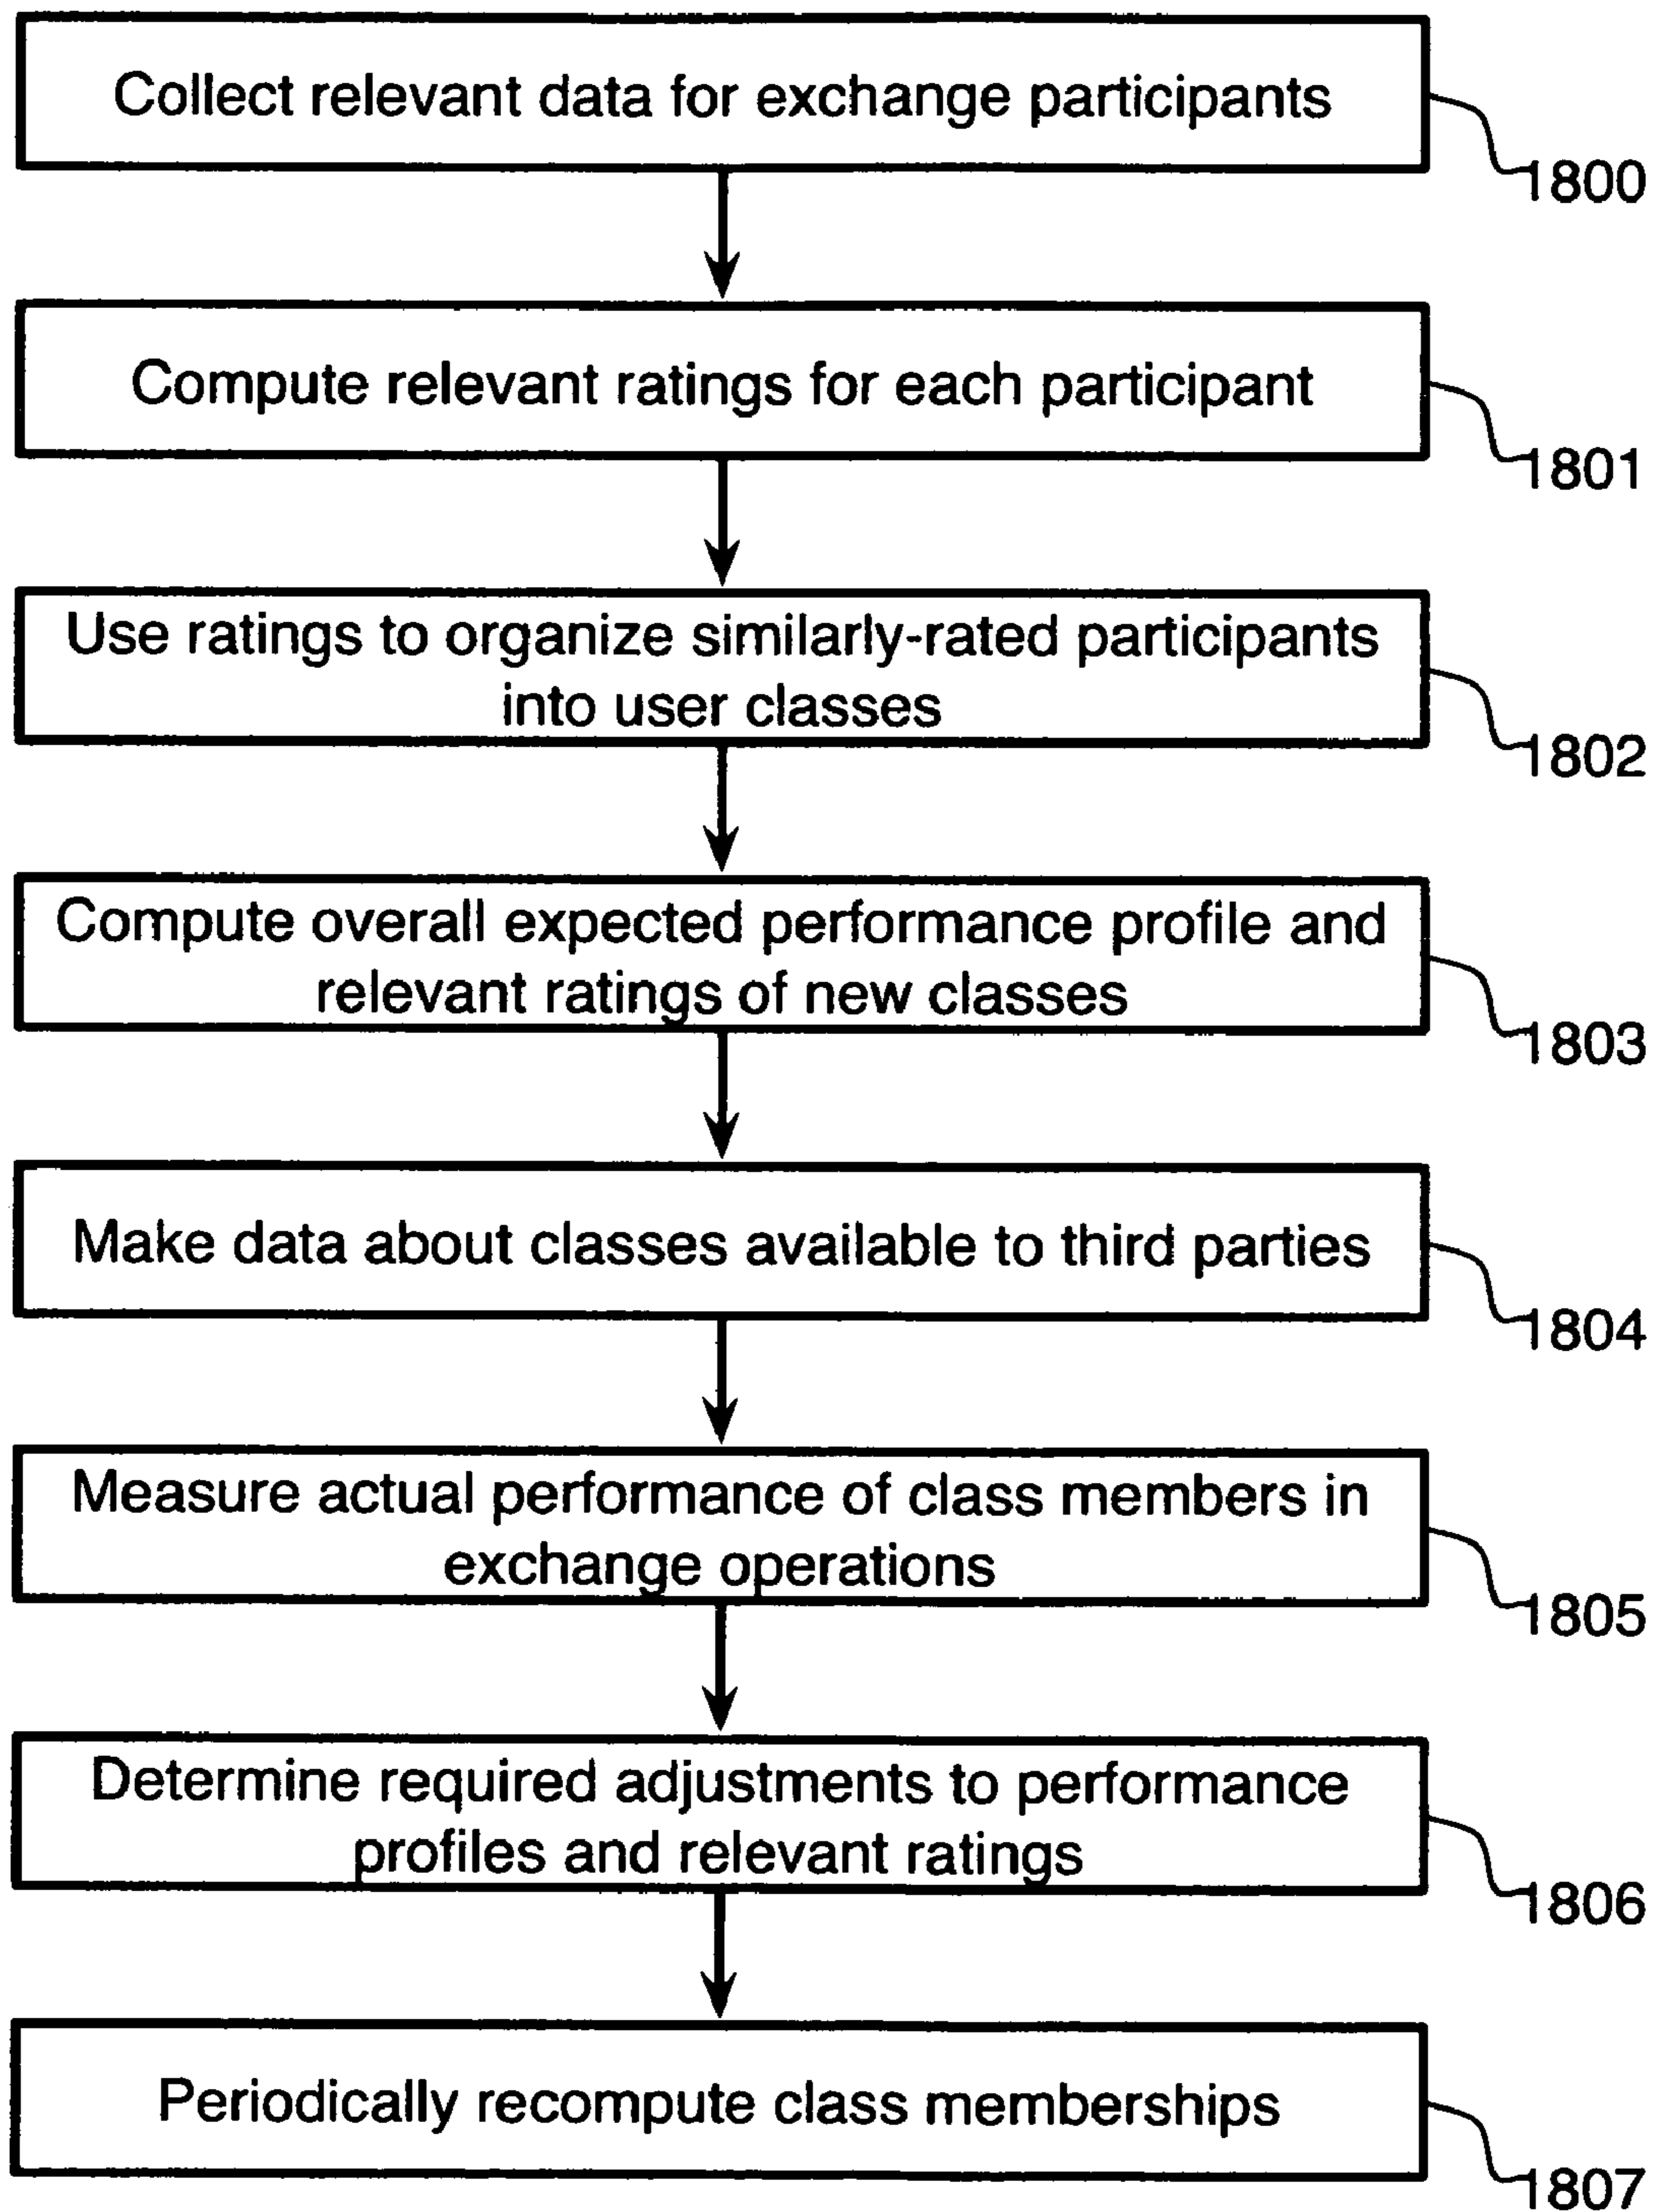 Collect relevant data for exchange participants
1800
Compute relevant ratings for each participant
1801
Use ratings to organize similarly-rated participants
into user classes
1802
Compute overall expected performance profile and
relevant ratings of new classes
1803
Make data about classes available to third parties
1804
Measure actual performance of class members in
exchange operations
1805
Determine required adjustments to performance
profiles and relevant ratings
1806
Periodically recompute class memberships
1807